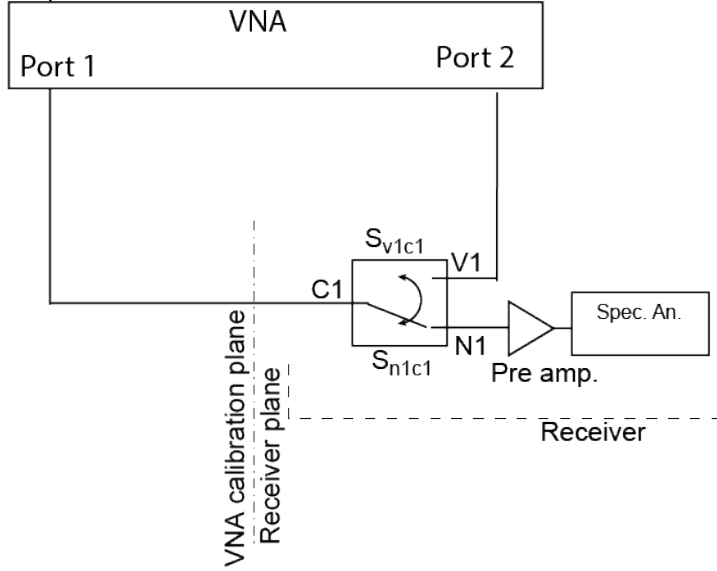 VNA
Port 1
Port 2
Sv1c1
V1
C1
Spec. An.
N1
Sn1c1
Pre amp.
VNA calibration plane
Receiver plane
Receiver